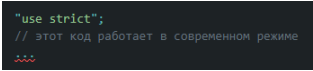 "use strict";
// этот код работает в современном режиме
...